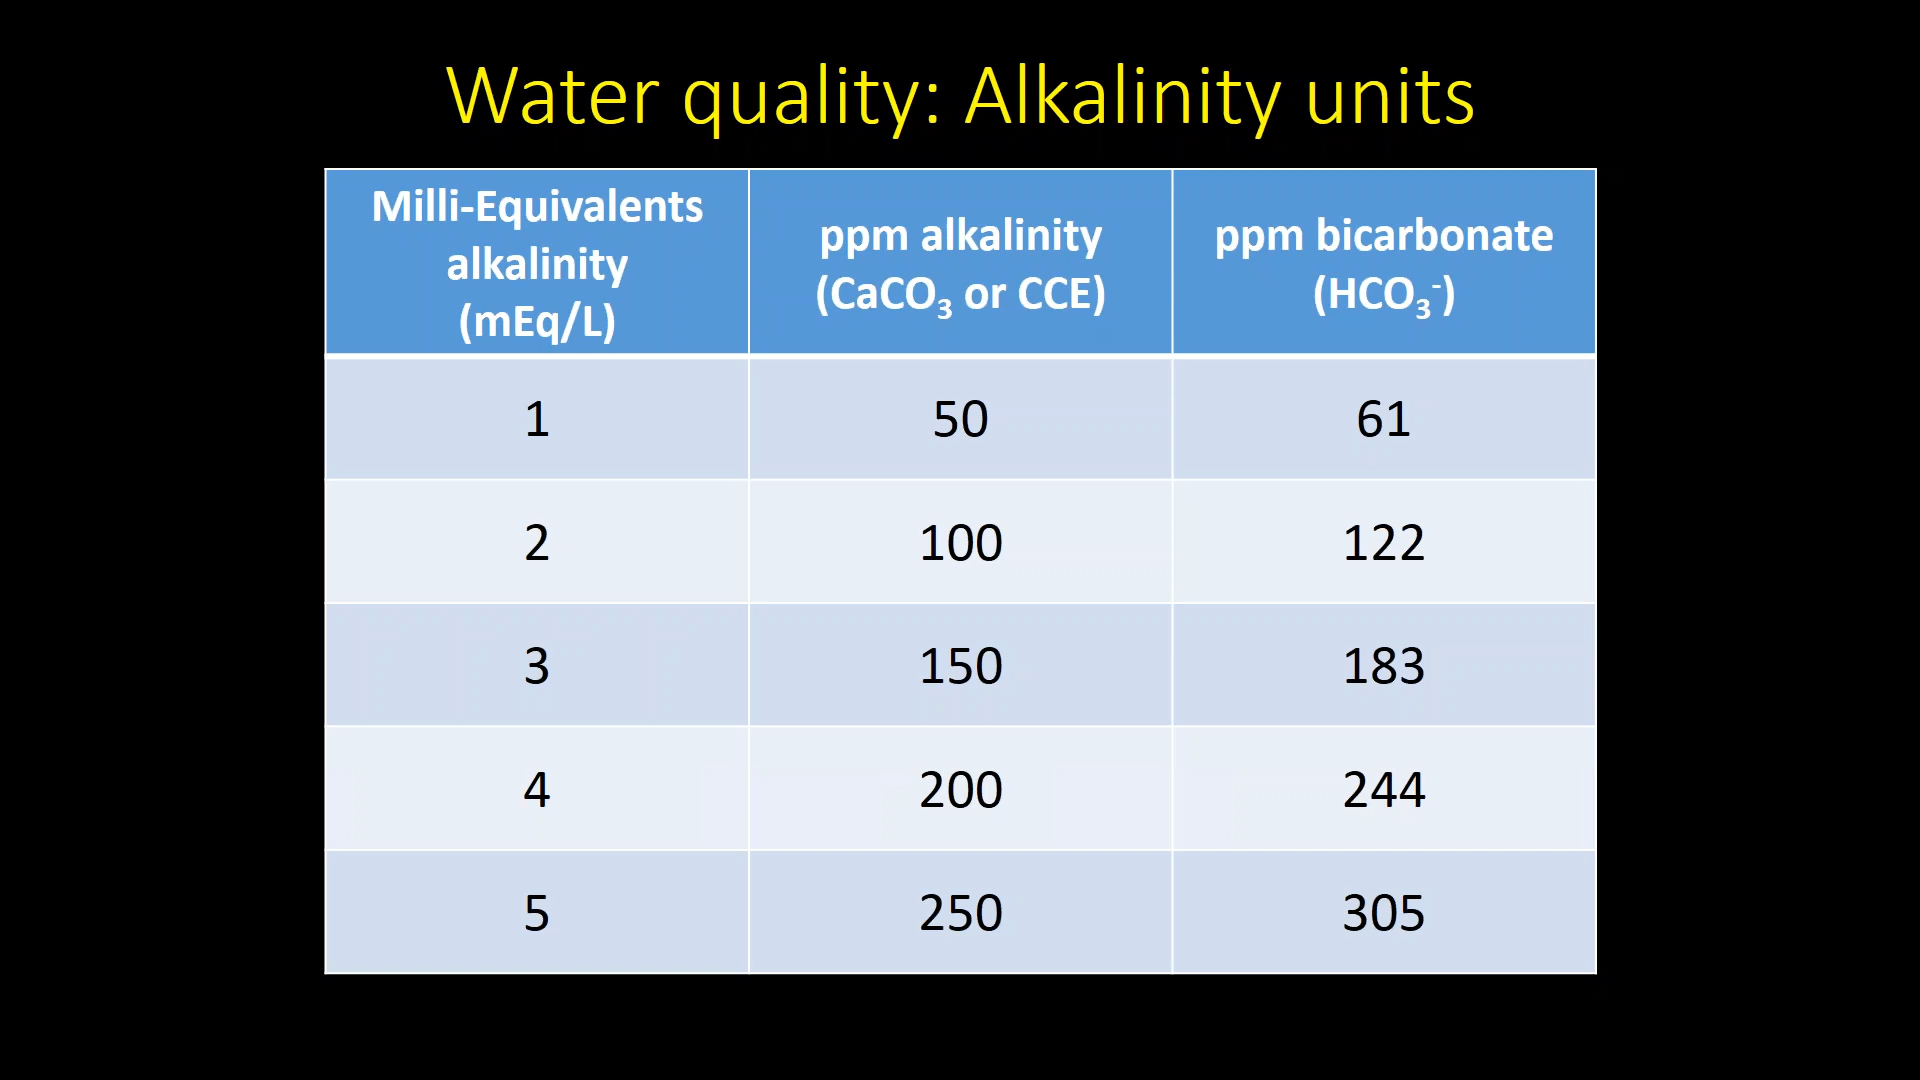 Water quality: Alkalinity units
Milli-Equivalents
alkalinity
(mEq/L)
ppm alkalinity
(CaCO₃ or CCE)
ppm bicarbonate
(HCO₃⁻)
1 50 61
2 100 122
3 150 183
4 200 244
5 250 305